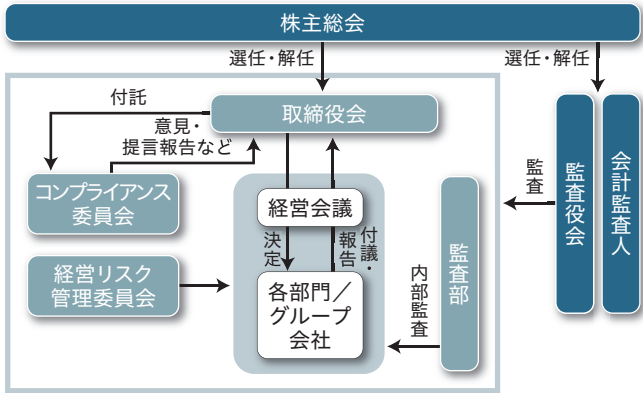 株主総会
選任・解任
選任・解任
付託
取締役会
意見・
提言報告など
コンプライアンス
委員会
経営会議
決定
付議・
報告
監査
監査役会
会計監査人
経営リスク
管理委員会
各部門／
グループ
会社
内部監査
監査部